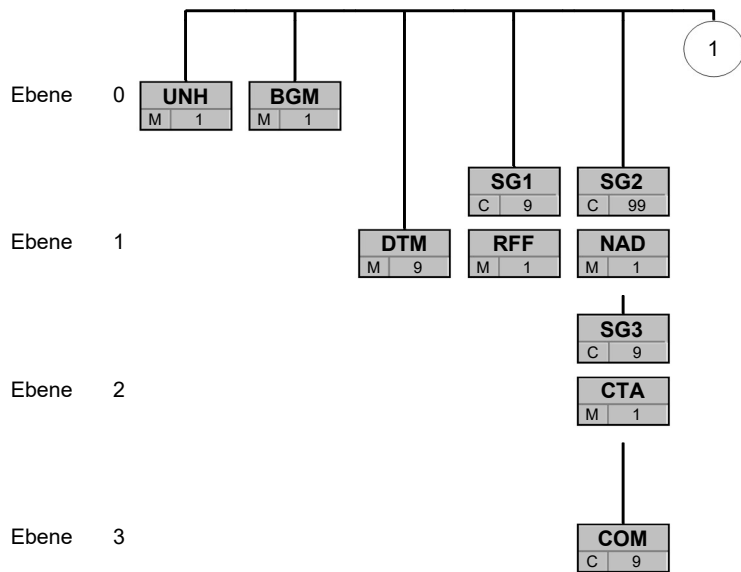 1
Ebene 0 UNH BGM
M 1 M 1
SG1 SG2
C 9 C 99
Ebene 1 DTM RFF NAD
M 9 M 1 M 1
SG3
C 9
Ebene 2 CTA
M 1
Ebene 3 COM
C 9